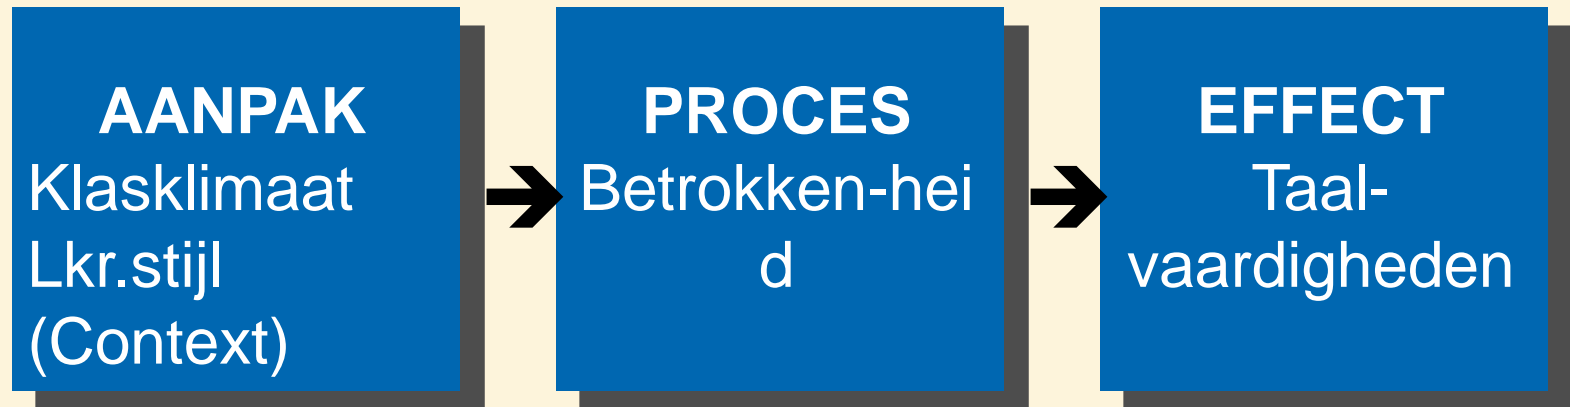 AANPAK
Klasklimaat
Lkr.stijl
(Context)
PROCES
Betrokken-hei
d
EFFECT
Taal-
vaardigheden